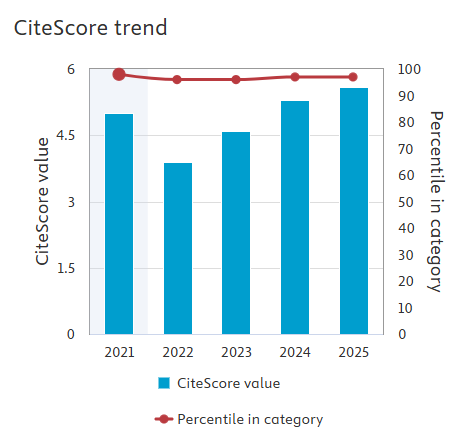 CiteScore trend
CiteScore value
6
4.5
3
1.5
0
100
90
80
70
60
50
40
30
20
10
0
Percentile in category
2021 2022 2023 2024 2025
CiteScore value
Percentile in category